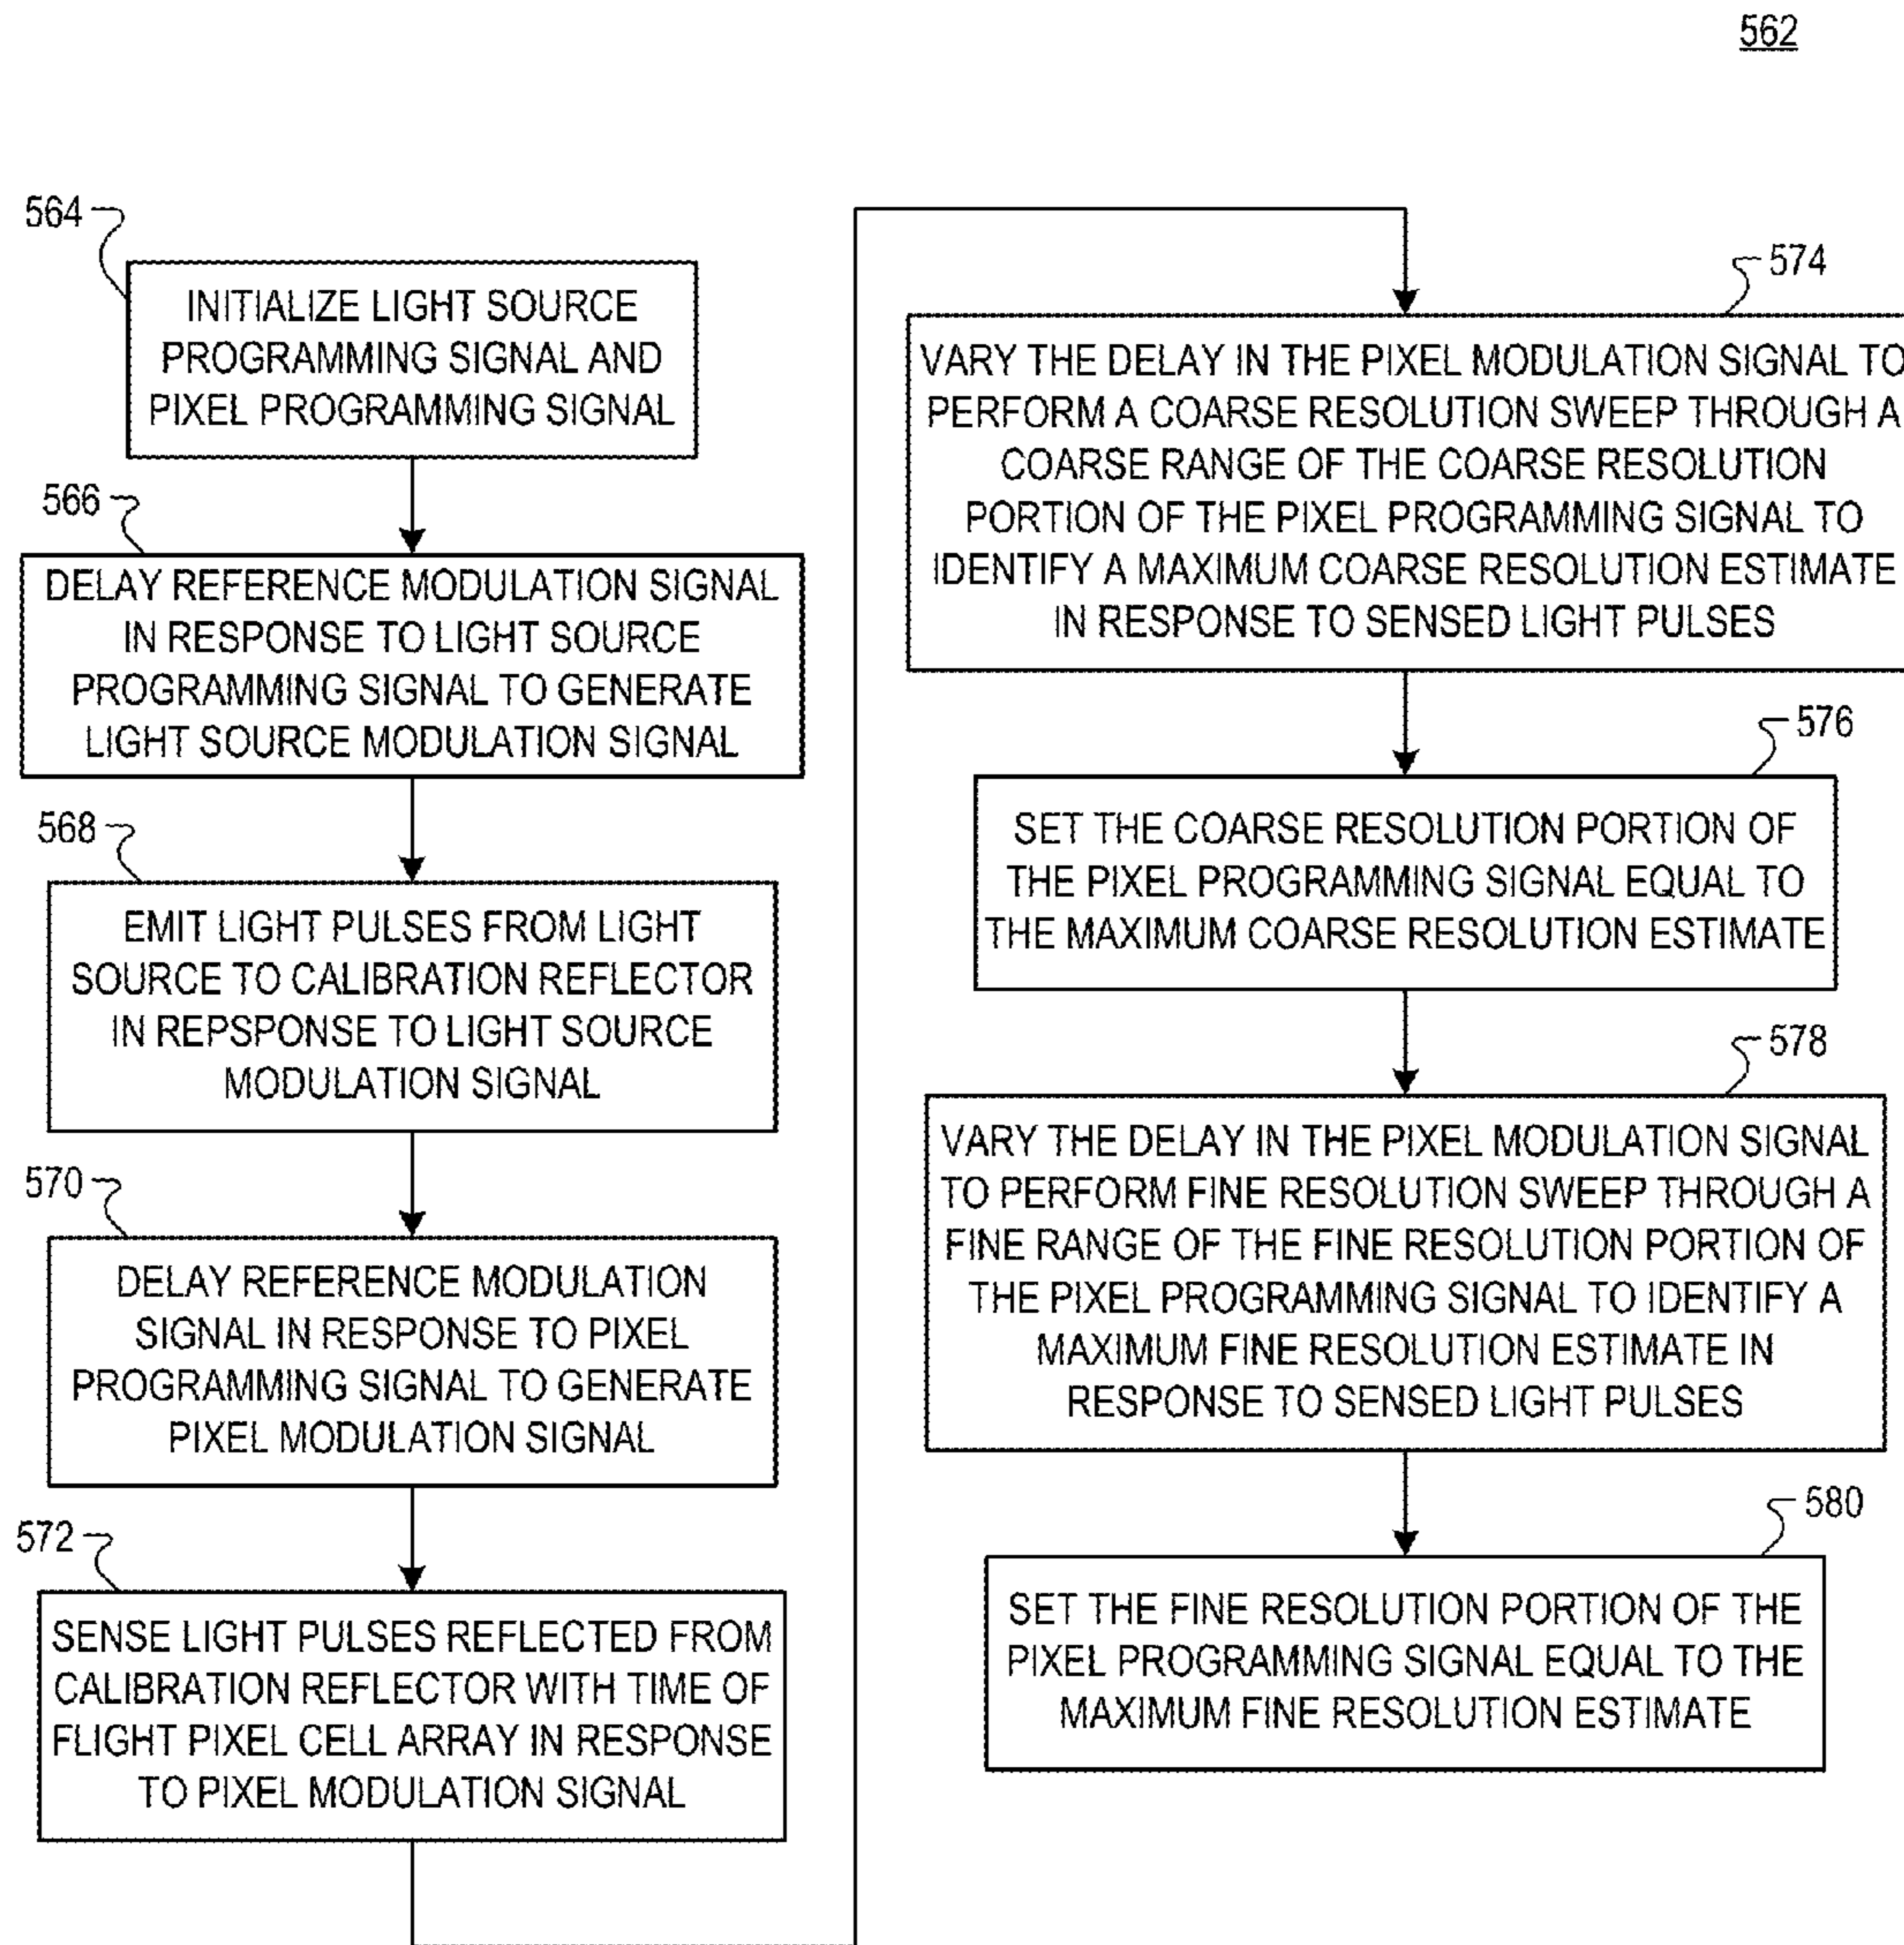 562
564
INITIALIZE LIGHT SOURCE
PROGRAMMING SIGNAL AND
PIXEL PROGRAMMING SIGNAL
566
DELAY REFERENCE MODULATION SIGNAL
IN RESPONSE TO LIGHT SOURCE
PROGRAMMING SIGNAL TO GENERATE
LIGHT SOURCE MODULATION SIGNAL
568
EMIT LIGHT PULSES FROM LIGHT
SOURCE TO CALIBRATION REFLECTOR
IN REPSPONSE TO LIGHT SOURCE
MODULATION SIGNAL
570
DELAY REFERENCE MODULATION
SIGNAL IN RESPONSE TO PIXEL
PROGRAMMING SIGNAL TO GENERATE
PIXEL MODULATION SIGNAL
572
SENSE LIGHT PULSES REFLECTED FROM
CALIBRATION REFLECTOR WITH TIME OF
FLIGHT PIXEL CELL ARRAY IN RESPONSE
TO PIXEL MODULATION SIGNAL
574
VARY THE DELAY IN THE PIXEL MODULATION SIGNAL TO
PERFORM A COARSE RESOLUTION SWEEP THROUGH A
COARSE RANGE OF THE COARSE RESOLUTION
PORTION OF THE PIXEL PROGRAMMING SIGNAL TO
IDENTIFY A MAXIMUM COARSE RESOLUTION ESTIMATE
IN RESPONSE TO SENSED LIGHT PULSES
576
SET THE COARSE RESOLUTION PORTION OF
THE PIXEL PROGRAMMING SIGNAL EQUAL TO
THE MAXIMUM COARSE RESOLUTION ESTIMATE
578
VARY THE DELAY IN THE PIXEL MODULATION SIGNAL
TO PERFORM FINE RESOLUTION SWEEP THROUGH A
FINE RANGE OF THE FINE RESOLUTION PORTION OF
THE PIXEL PROGRAMMING SIGNAL TO IDENTIFY A
MAXIMUM FINE RESOLUTION ESTIMATE IN
RESPONSE TO SENSED LIGHT PULSES
580
SET THE FINE RESOLUTION PORTION OF THE
PIXEL PROGRAMMING SIGNAL EQUAL TO THE
MAXIMUM FINE RESOLUTION ESTIMATE